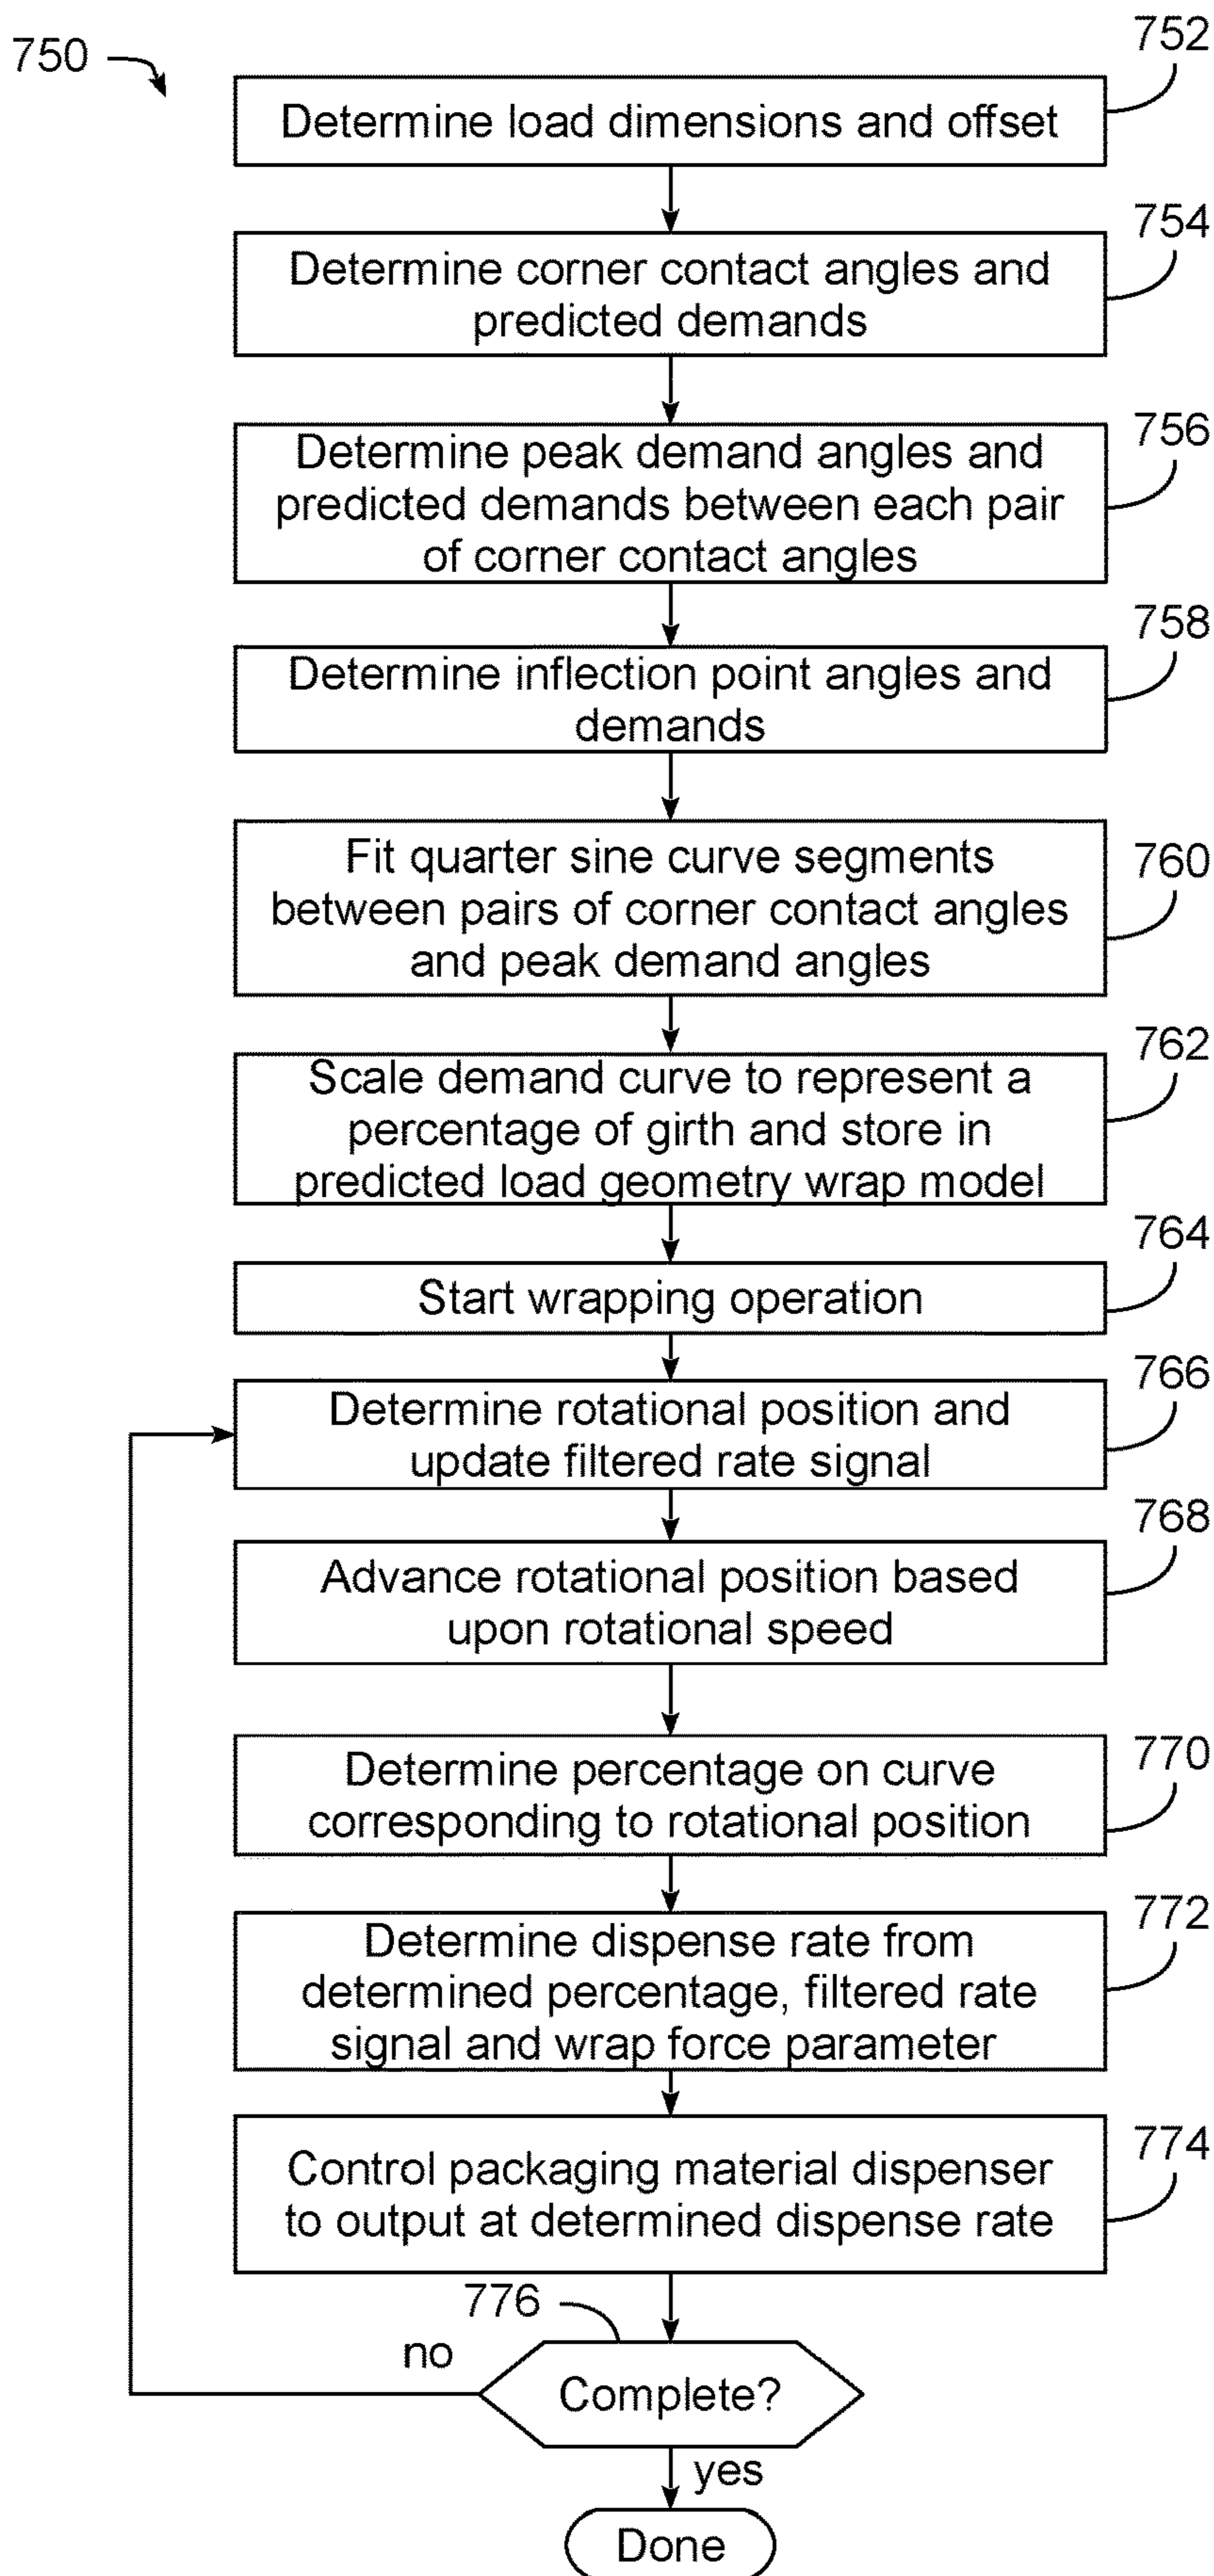 750
752
Determine load dimensions and offset
754
Determine corner contact angles and
predicted demands
756
Determine peak demand angles and
predicted demands between each pair
of corner contact angles
758
Determine inflection point angles and
demands
760
Fit quarter sine curve segments
between pairs of corner contact angles
and peak demand angles
762
Scale demand curve to represent a
percentage of girth and store in
predicted load geometry wrap model
764
Start wrapping operation
766
Determine rotational position and
update filtered rate signal
768
Advance rotational position based
upon rotational speed
770
Determine percentage on curve
corresponding to rotational position
772
Determine dispense rate from
determined percentage, filtered rate
signal and wrap force parameter
774
Control packaging material dispenser
to output at determined dispense rate
776
no
Complete?
yes
Done